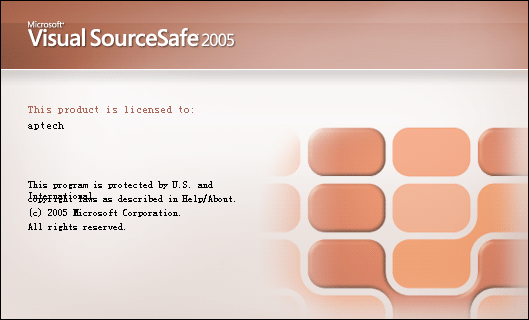 Microsoft®
Visual SourceSafe 2005
This product is licensed to:
aptech
This program is protected by U.S. and
International
copyright laws as described in Help/About.
(c) 2005 Microsoft Corporation.
All rights reserved.